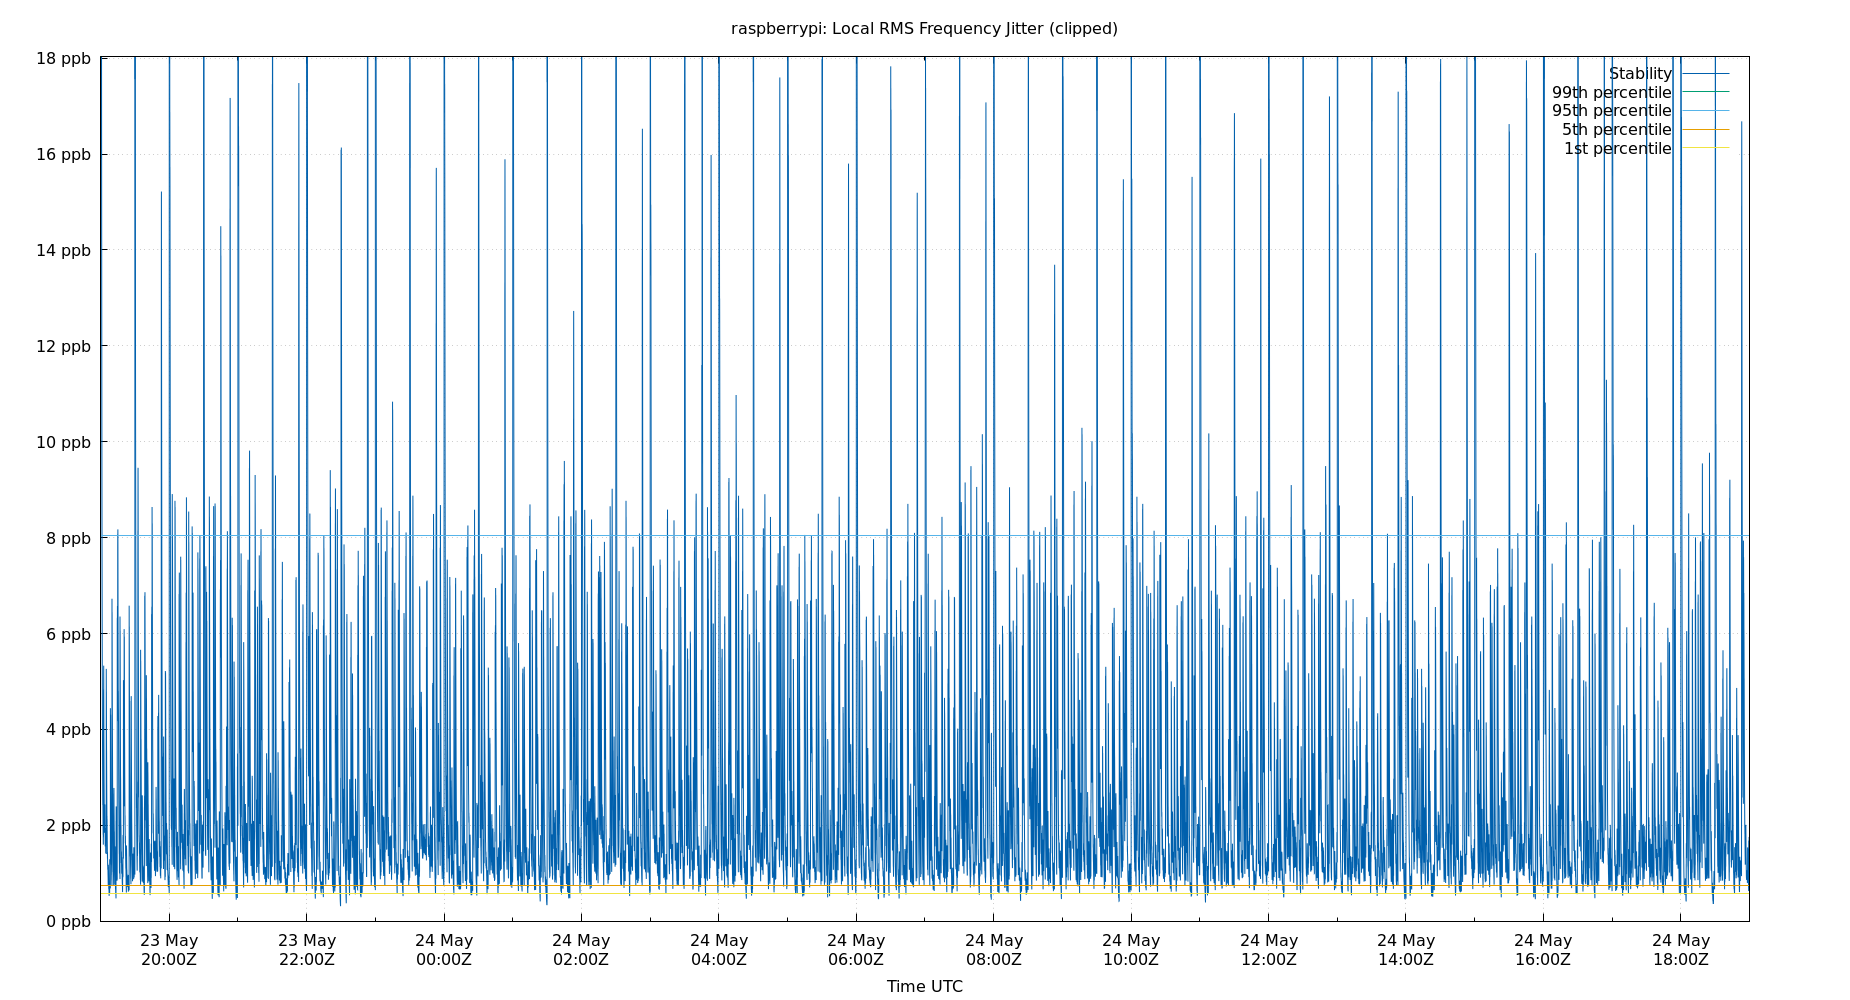 raspberrypi: Local RMS Frequency Jitter (clipped)
18 ppb
16 ppb
14 ppb
12 ppb
10 ppb
8 ppb
6 ppb
4 ppb
2 ppb
0 ppb
Stability
99th percentile
95th percentile
5th percentile
1st percentile
23 May 23 May 24 May 24 May 24 May 24 May 24 May 24 May 24 May 24 May 24 May 24 May
20:00Z 22:00Z 00:00Z 02:00Z 04:00Z 06:00Z 08:00Z 10:00Z 12:00Z 14:00Z 16:00Z 18:00Z
Time UTC